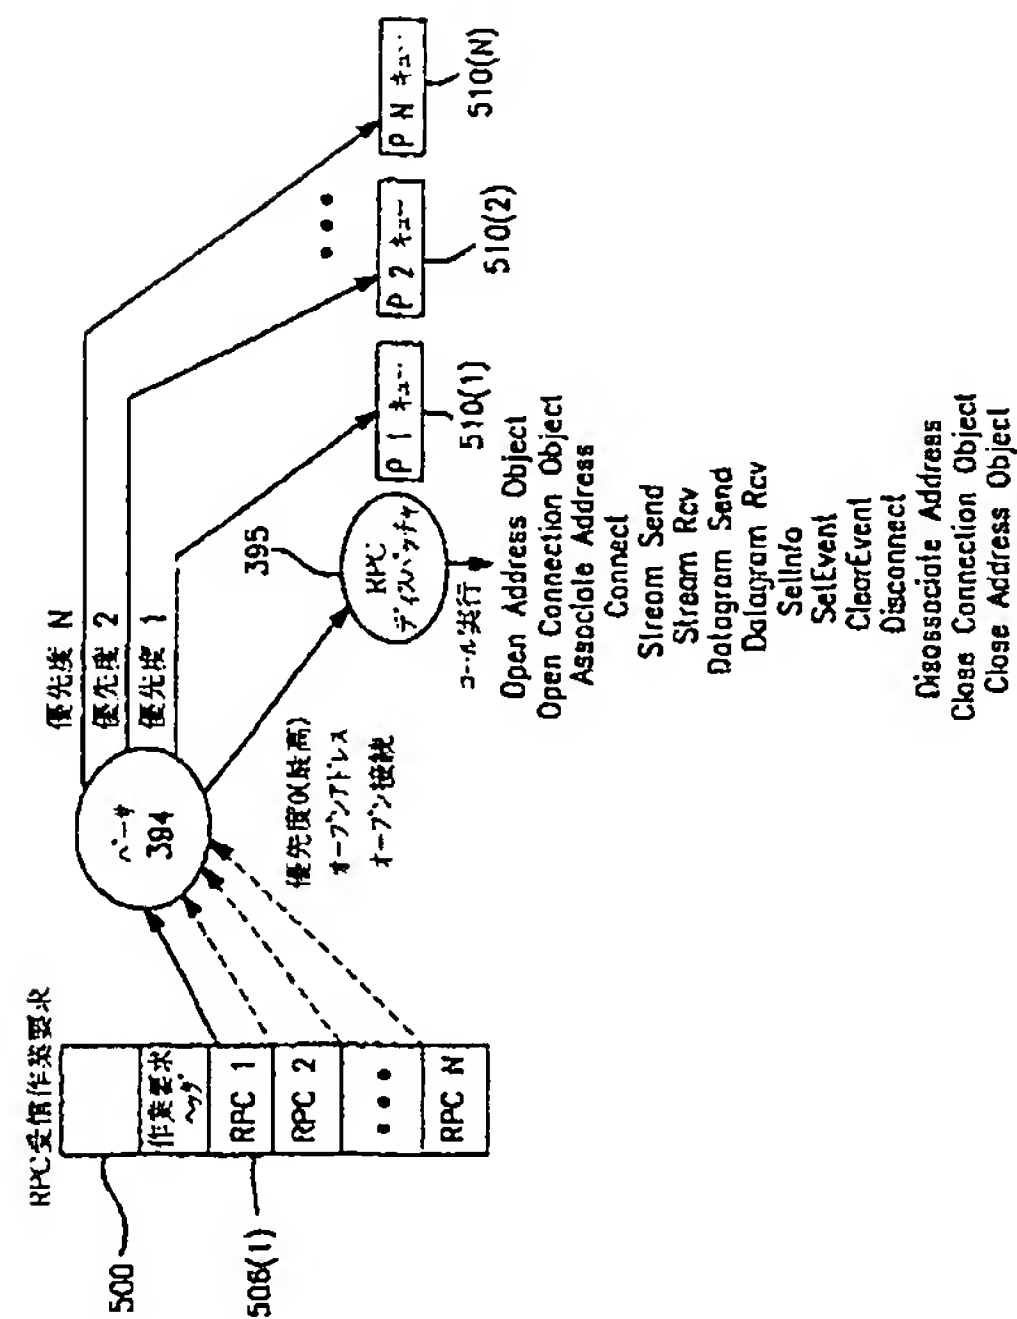 RPC受信作業要求
500
作業要求
ヘッダ
RPC 1
RPC 2
•••
RPC N
506(1)
パーサ
394
優先度 N
優先度 2
優先度 1
優先度0(最高)
オープンアドレス
オープン接続
395
RPC
ディスパッチャ
コール実行
P 1 キュー
P 2 キュー
•••
P N キュー
510(1)
510(2)
510(N)
Open Address Object
Open Connection Object
Associate Address
Connect
Stream Send
Stream Rcv
Datagram Send
Datagram Rcv
SetInfo
SetEvent
ClearEvent
Disconnect
Disassociate Address
Close Connection Object
Close Address Object